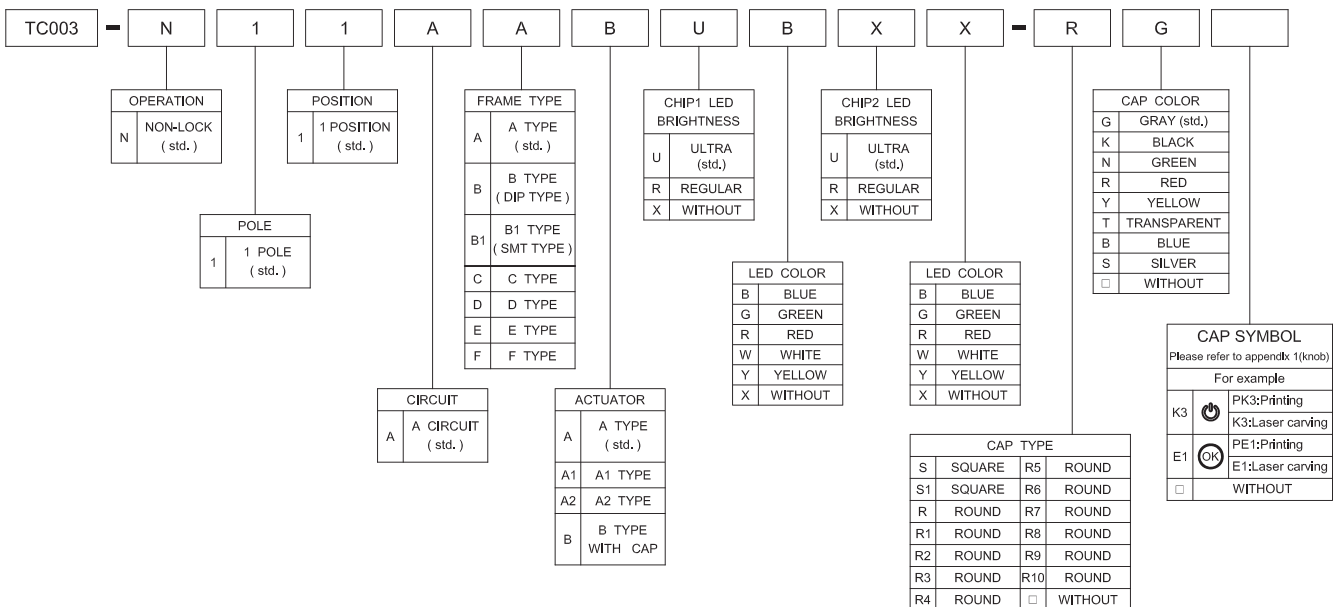 TC003 - N 1 1 A A B U B X X - R G
OPERATION
N NON-LOCK
( std. )
POLE
1 1 POLE
( std. )
POSITION
1 1 POSITION
( std. )
CIRCUIT
A A CIRCUIT
( std. )
FRAME TYPE
A A TYPE
( std. )
B B TYPE
( DIP TYPE )
B1 B1 TYPE
( SMT TYPE )
C C TYPE
D D TYPE
E E TYPE
F F TYPE
ACTUATOR
A A TYPE
( std. )
A1 A1 TYPE
A2 A2 TYPE
B B TYPE
WITH CAP
CHIP1 LED
BRIGHTNESS
U ULTRA
(std.)
R REGULAR
X WITHOUT
LED COLOR
B BLUE
G GREEN
R RED
W WHITE
Y YELLOW
X WITHOUT
CHIP2 LED
BRIGHTNESS
U ULTRA
(std.)
R REGULAR
X WITHOUT
LED COLOR
B BLUE
G GREEN
R RED
W WHITE
Y YELLOW
X WITHOUT
CAP TYPE
S SQUARE R5 ROUND
S1 SQUARE R6 ROUND
R ROUND R7 ROUND
R1 ROUND R8 ROUND
R2 ROUND R9 ROUND
R3 ROUND R10 ROUND
R4 ROUND □ WITHOUT
CAP COLOR
G GRAY (std.)
K BLACK
N GREEN
R RED
Y YELLOW
T TRANSPARENT
B BLUE
S SILVER
□ WITHOUT
CAP SYMBOL
Please refer to appendix 1(knob)
For example
K3 PK3:Printing
K3:Laser carving
E1 OK PE1:Printing
E1:Laser carving
□ WITHOUT